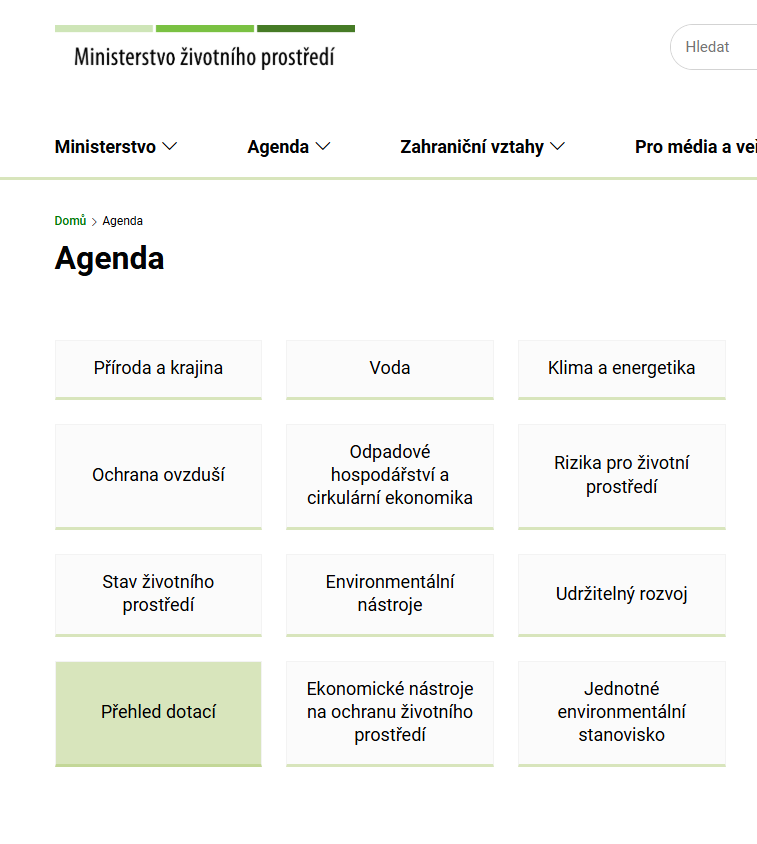 Ministerstvo životního prostředí
Hledat
Ministerstvo
Agenda
Zahraniční vztahy
Pro média a
Domů
Agenda
Agenda
Příroda a krajina
Voda
Klima a energetika
Ochrana ovzduší
Odpadové
hospodářství a
cirkulární ekonomika
Rizika pro životní
prostředí
Stav životního
prostředí
Environmentální
nástroje
Udržitelný rozvoj
Přehled dotací
Ekonomické nástroje
na ochranu životního
prostředí
Jednotné
environmentální
stanovisko